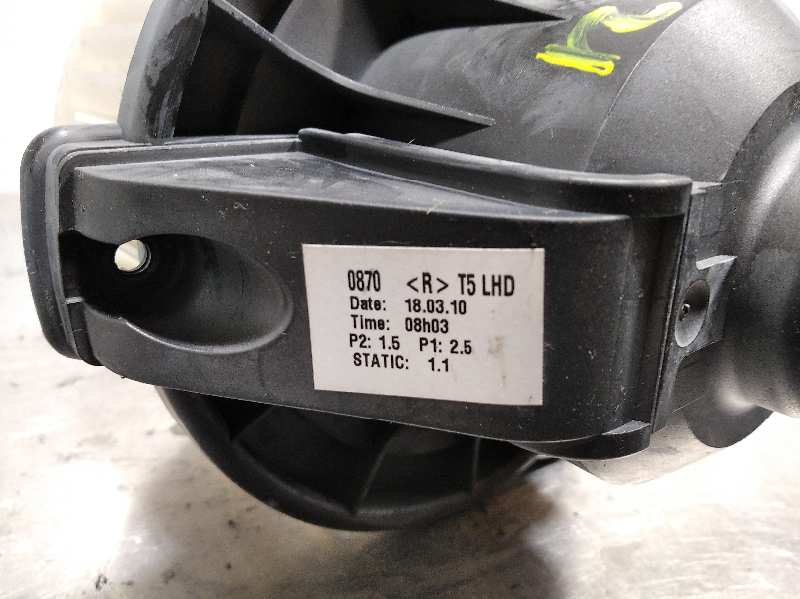 0870 <R> T5 LHD
Date: 18.03.10
Time: 08h03
P2: 1.5 P1: 2.5
STATIC: 1.1